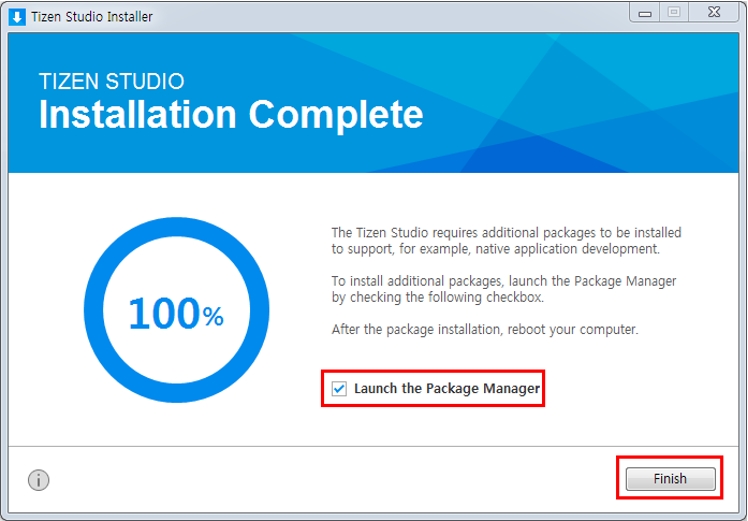 Tizen Studio Installer
TIZEN STUDIO
Installation Complete
100%
The Tizen Studio requires additional packages to be installed
to support, for example, native application development.
To install additional packages, launch the Package Manager
by checking the following checkbox.
After the package installation, reboot your computer.
Launch the Package Manager
Finish